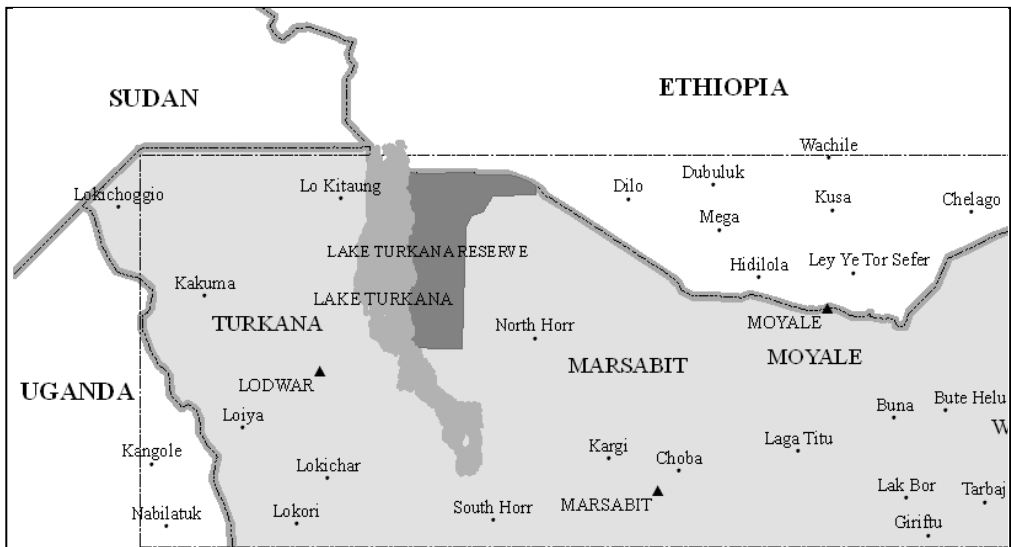 SUDAN
ETHIOPIA
Wachile
Dubuluk
Lokichoggio
Lo Kitaung
Dilo
Kusa
Chelago
Mega
LAKE TURKANA RESERVE
Hidilola
Ley Ye Tor Sefer
Kakuma
LAKE TURKANA
TURKANA
North Horr
MOYALE
MARSABIT
MOYALE
UGANDA
LODWAR
Loiya
Buna
Bute Helu
W
Kangole
Kargi
Choba
Laga Titu
Lokichar
MARSABIT
Lak Bor
Tarbaj
Nabilatuk
Lokori
South Horr
Giriftu